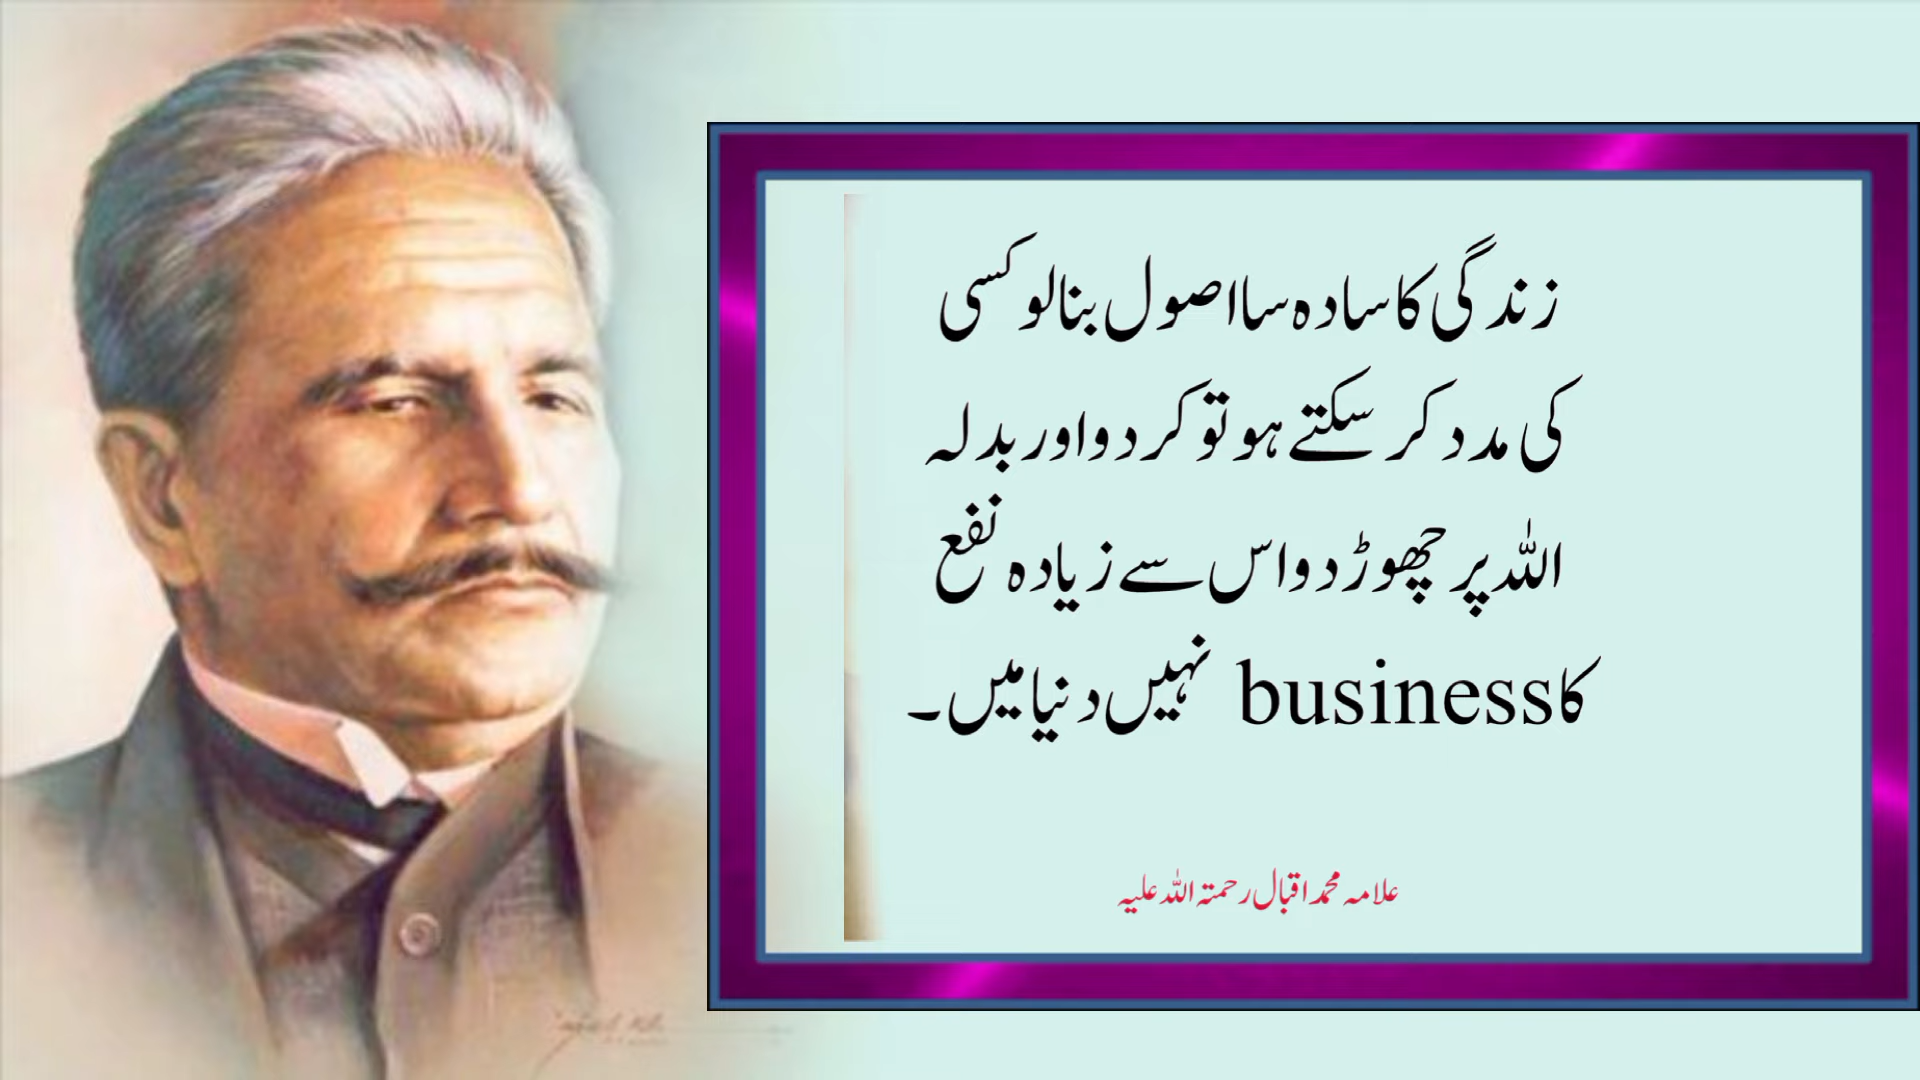 زندگی کا سادہ سا اصول بنا لو کسی
کی مدد کر سکتے ہو تو کر دو اور بدلہ
اللہ پر چھوڑ دو اس سے زیادہ نفع
کا business نہیں دنیا میں۔
علامہ محمد اقبال رحمتہ اللہ علیہ